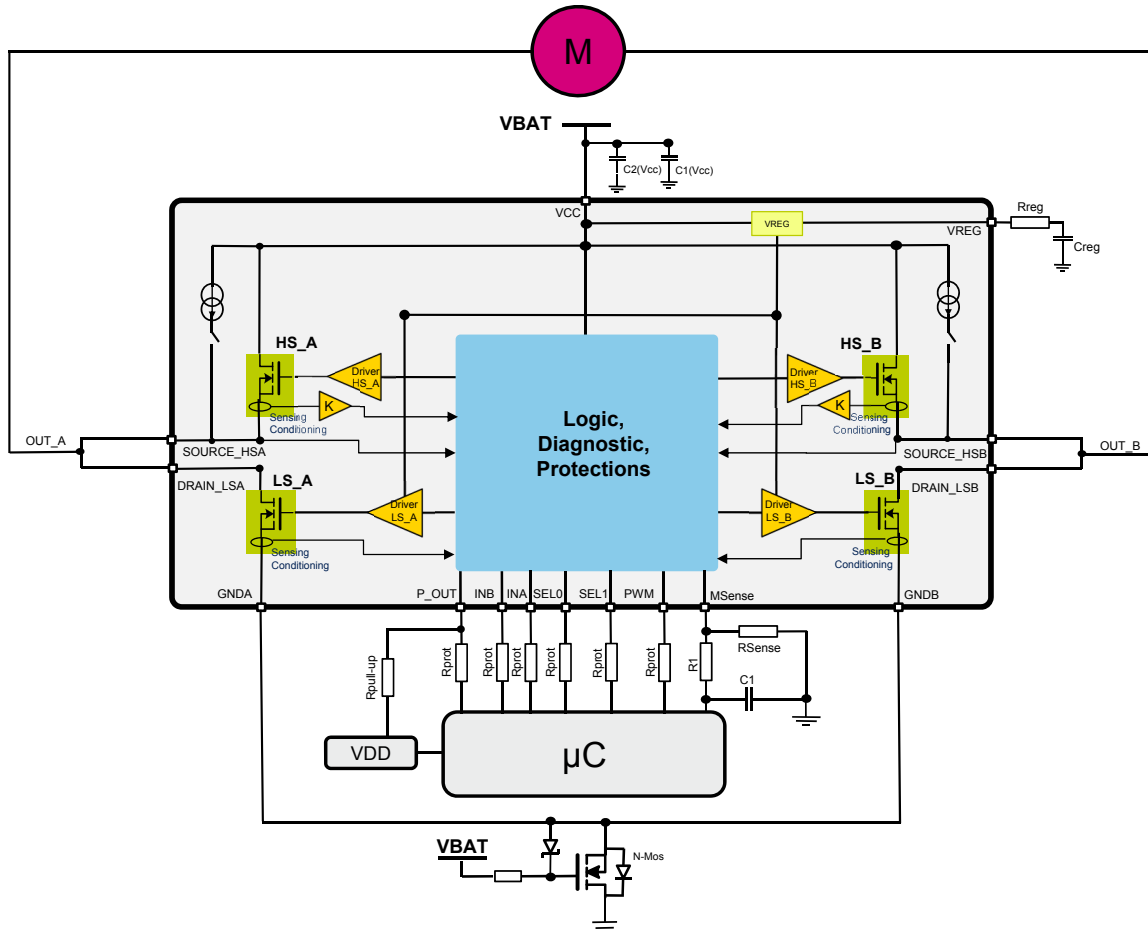 M
VBAT
C2(Vcc)
C1(Vcc)
VCC
VREG
Rreg
VREG
Creg
HS_A
HS_B
Driver
HS_A
Driver
HS_B
K
K
Sensing
Conditioning
Sensing
Conditioning
Logic,
Diagnostic,
Protections
OUT_A
SOURCE_HSA
SOURCE_HSB
OUT_B
DRAIN_LSA
LS_A
LS_B
DRAIN_LSB
Driver
LS_A
Driver
LS_B
Sensing
Conditioning
Sensing
Conditioning
GNDA
P_OUT
INB
INA
SEL0
SEL1
PWM
MSense
GNDB
Rpull-up
Rprot
Rprot
Rprot
Rprot
Rprot
Rprot
R1
RSense
C1
VDD
µC
VBAT
N-Mos